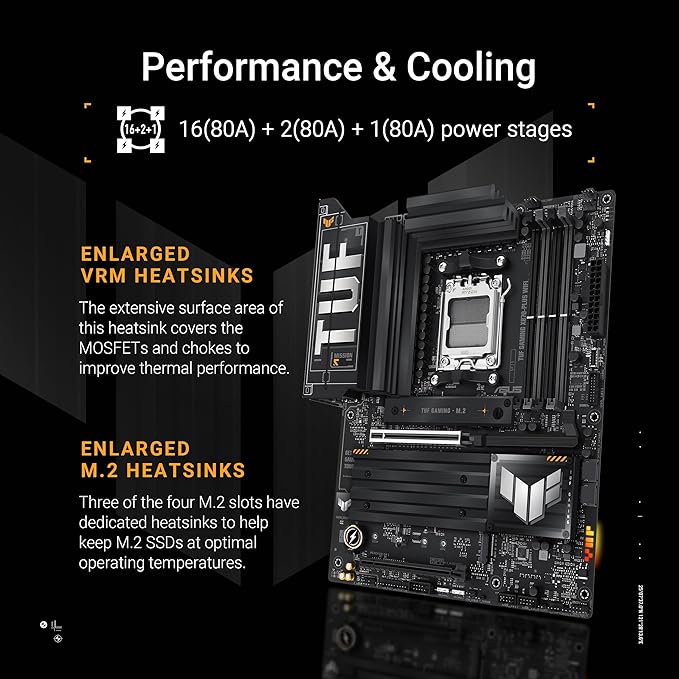 Performance & Cooling
16+2+1
16(80A) + 2(80A) + 1(80A) power stages
ENLARGED
VRM HEATSINKS
The extensive surface area of
this heatsink covers the
MOSFETs and chokes to
improve thermal performance.
ENLARGED
M.2 HEATSINKS
Three of the four M.2 slots have
dedicated heatsinks to help
keep M.2 SSDs at optimal
operating temperatures.
TUF
MISSION
TUF GAMING X870-PLUS WIFI
ASUS
TUF GAMING - M.2